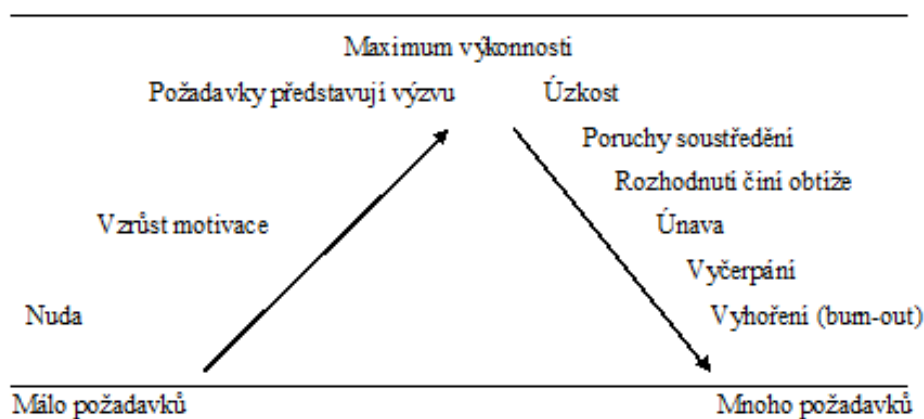 Maximum výkonnosti
Požadavky představují výzvu Úzkost
Poruchy soustředění
Rozhodnutí činí obtíže
Vzrůst motivace Únava
Vyčerpání
Nuda Vyhoření (burn-out)
Málo požadavků Mnoho požadavků